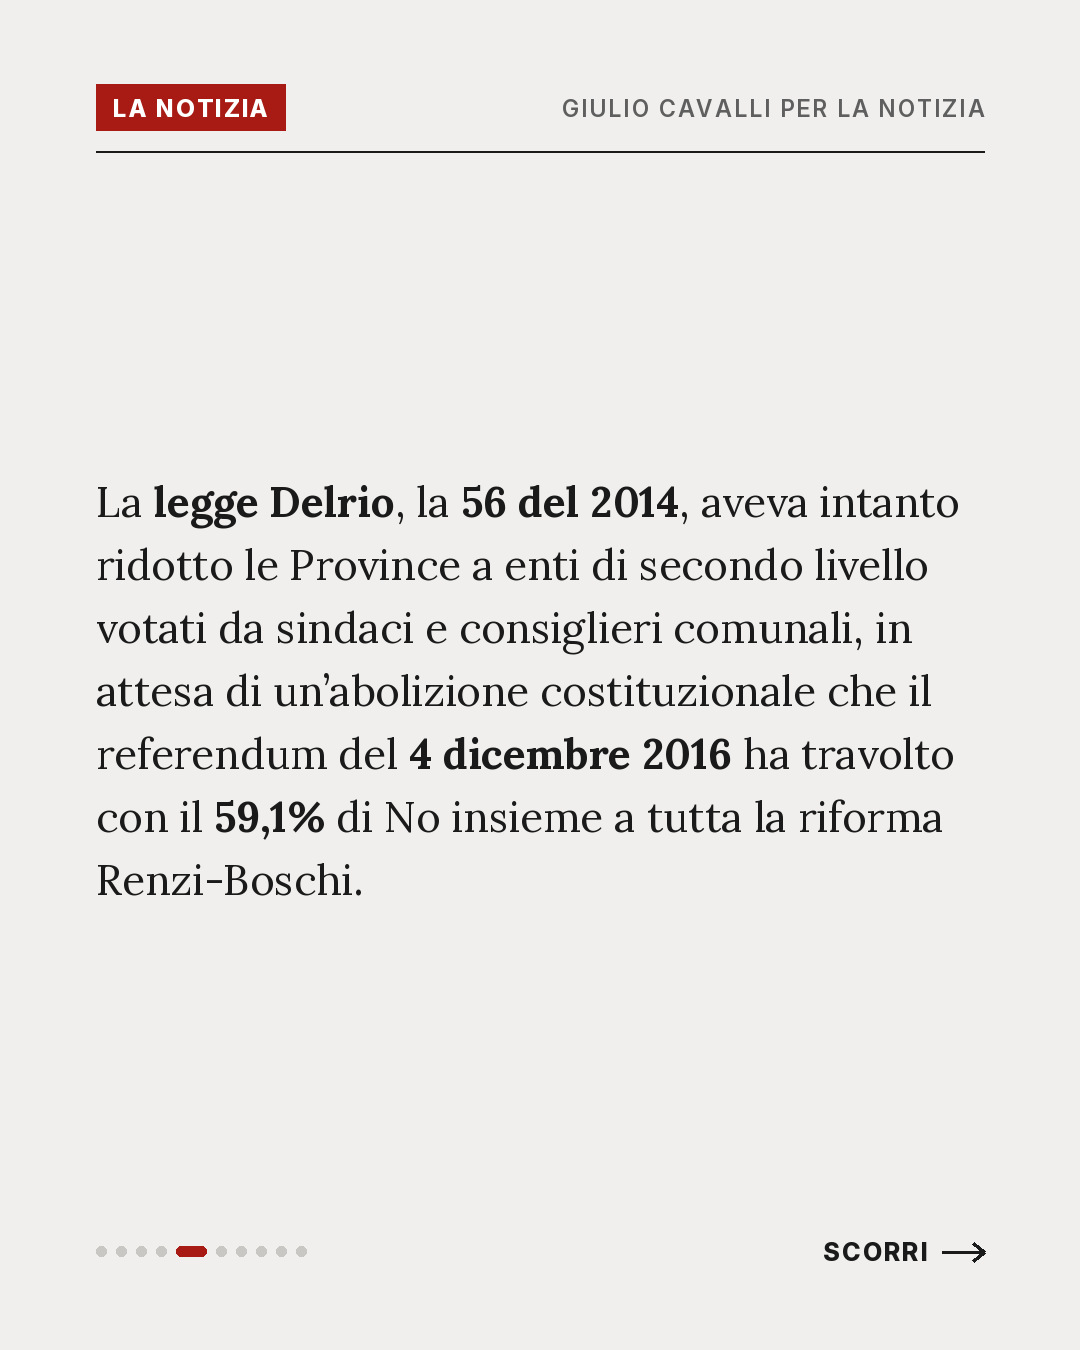 LA NOTIZIA
GIULIO CAVALLI PER LA NOTIZIA
La legge Delrio, la 56 del 2014, aveva intanto
ridotto le Province a enti di secondo livello
votati da sindaci e consiglieri comunali, in
attesa di un’abolizione costituzionale che il
referendum del 4 dicembre 2016 ha travolto
con il 59,1% di No insieme a tutta la riforma
Renzi-Boschi.
SCORRI